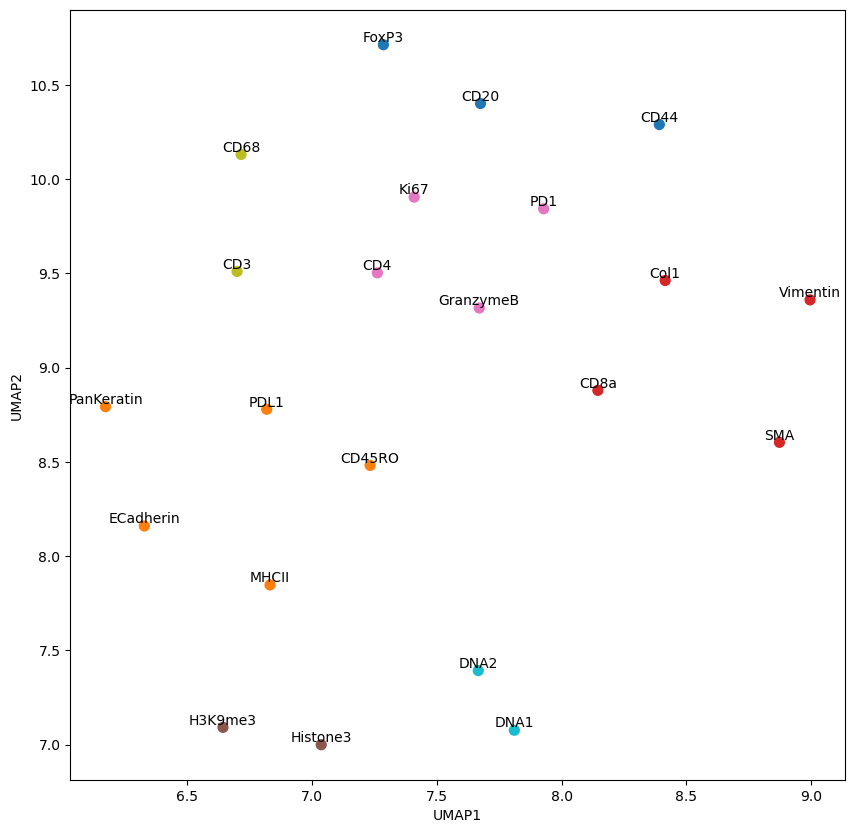 FoxP3
CD20
CD44
CD68
Ki67
PD1
CD3
CD4
Col1
Vimentin
GranzymeB
CD8a
PanKeratin
PDL1
SMA
CD45RO
ECadherin
MHCII
DNA2
H3K9me3
DNA1
Histone3
10.5
10.0
9.5
9.0
8.5
8.0
7.5
7.0
UMAP2
6.5 7.0 7.5 8.0 8.5 9.0
UMAP1